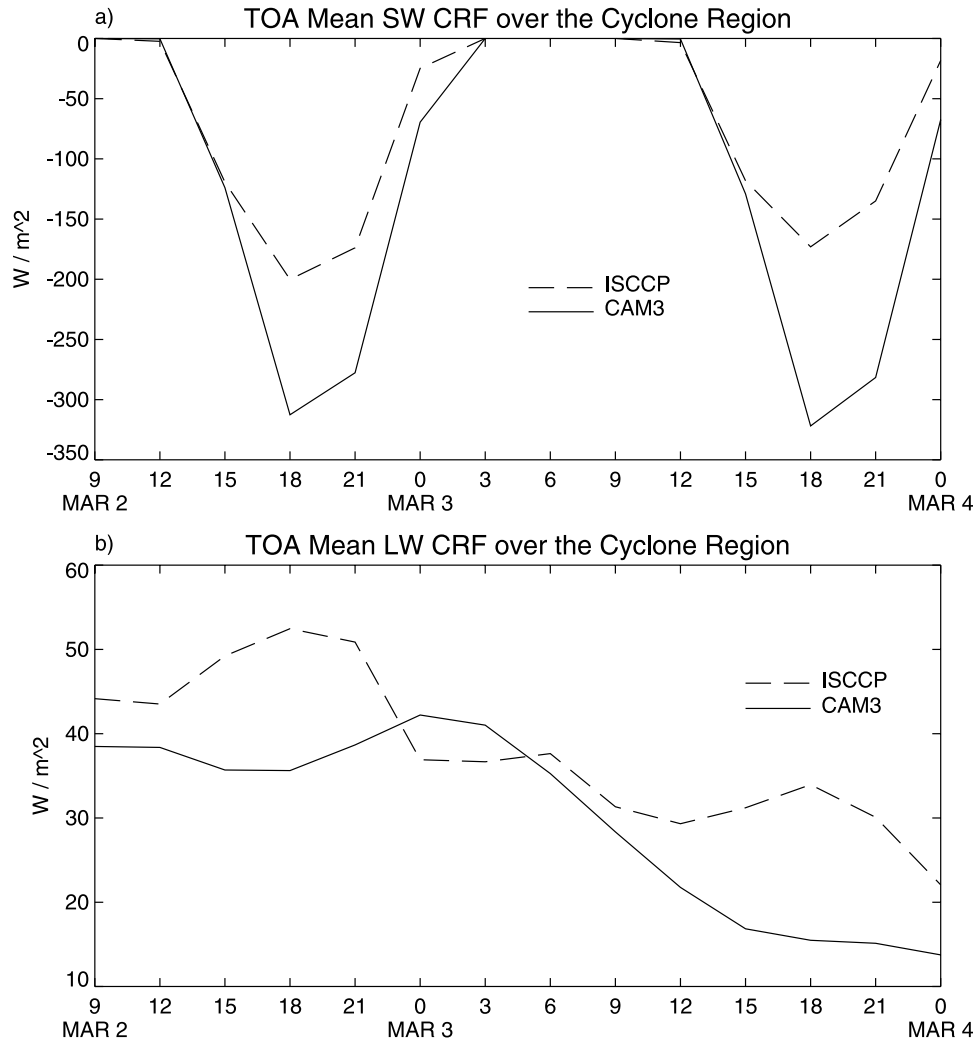 a)
TOA Mean SW CRF over the Cyclone Region
0
-50
-100
-150
-200
-250
-300
-350
W / m^2
ISCCP
CAM3
9 12 15 18 21 0 3 6 9 12 15 18 21 0
MAR 2 MAR 3 MAR 4
b)
TOA Mean LW CRF over the Cyclone Region
60
50
40
30
20
10
W / m^2
ISCCP
CAM3
9 12 15 18 21 0 3 6 9 12 15 18 21 0
MAR 2 MAR 3 MAR 4